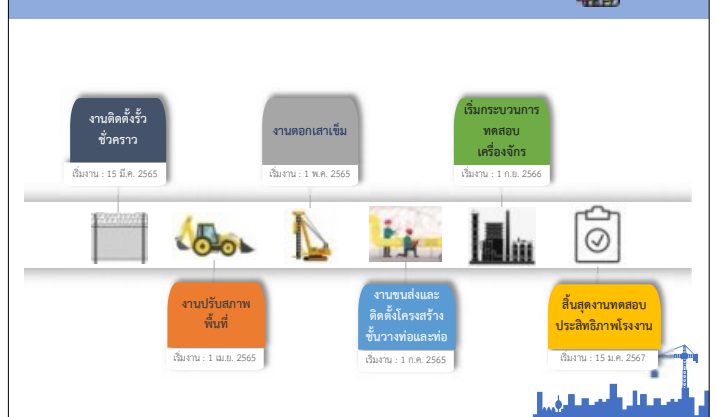 งานติดตั้งรั้ว
ชั่วคราว
เริ่มงาน : 15 มี.ค. 2565
งานตอกเสาเข็ม
เริ่มงาน : 1 พ.ค. 2565
เริ่มกระบวนการ
ทดสอบ
เครื่องจักร
เริ่มงาน : 1 ก.ย. 2566
งานปรับสภาพ
พื้นที่
เริ่มงาน : 1 เม.ย. 2565
งานขนส่งและ
ติดตั้งโครงสร้าง
ชั้นวางท่อและท่อ
เริ่มงาน : 1 ก.ค. 2565
สิ้นสุดงานทดสอบ
ประสิทธิภาพโรงงาน
เริ่มงาน : 15 ม.ค. 2567